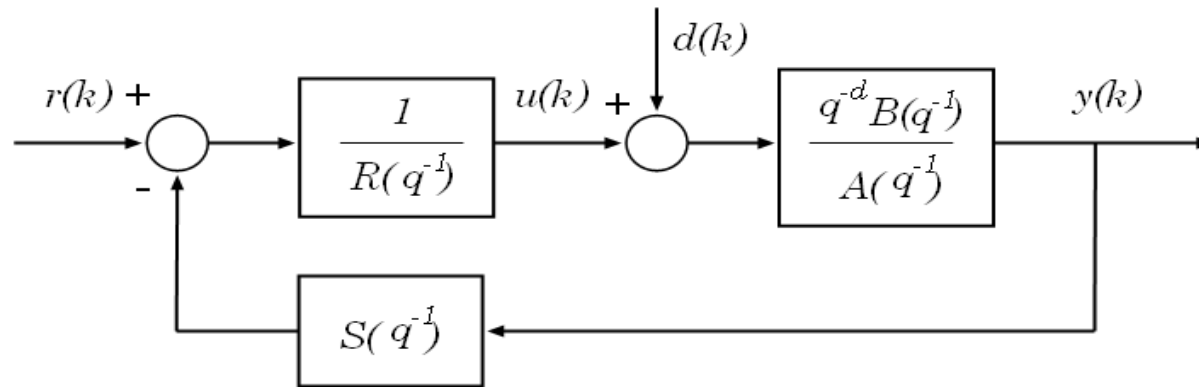 d(k)
r(k) +
-
1
R(q⁻¹)
u(k) +
q⁻ᵈ B(q⁻¹)
A(q⁻¹)
y(k)
S(q⁻¹)